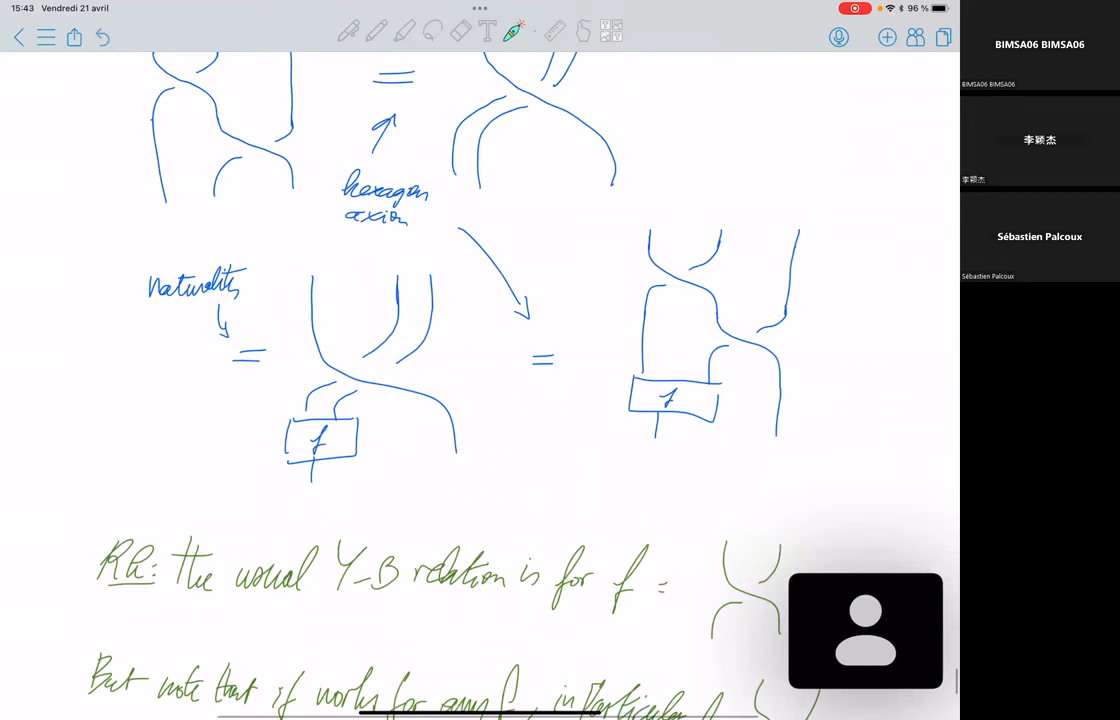 15:43 Vendredi 21 avril
96 %
BIMSA06 BIMSA06
BIMSA06 BIMSA06
李颖杰
李颖杰
Sébastien Palcoux
Sébastien Palcoux
=
hexagon
axiom
naturality
=
=
f
f
Rk: The usual Y-B relation is for f =
But note that it works for any f, in Particular